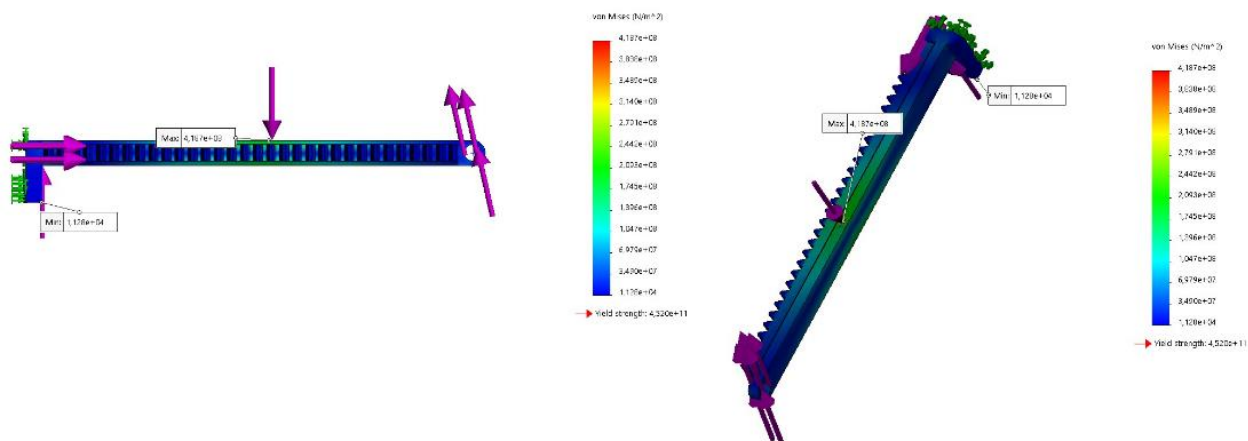 von Mises (N/m^2)
4,187e+08
3,838e+08
3,489e+08
3,140e+08
2,791e+08
2,442e+08
2,093e+08
1,745e+08
1,396e+08
1,047e+08
6,979e+07
3,490e+07
1,128e+04
Yield strength: 4,520e+11
Max: 4,187e+08
Min: 1,128e+04
von Mises (N/m^2)
4,187e+08
3,838e+08
3,489e+08
3,140e+08
2,791e+08
2,442e+08
2,093e+08
1,745e+08
1,396e+08
1,047e+08
6,979e+07
3,490e+07
1,128e+04
Yield strength: 4,520e+11
Min: 1,128e+04
Max: 4,187e+08